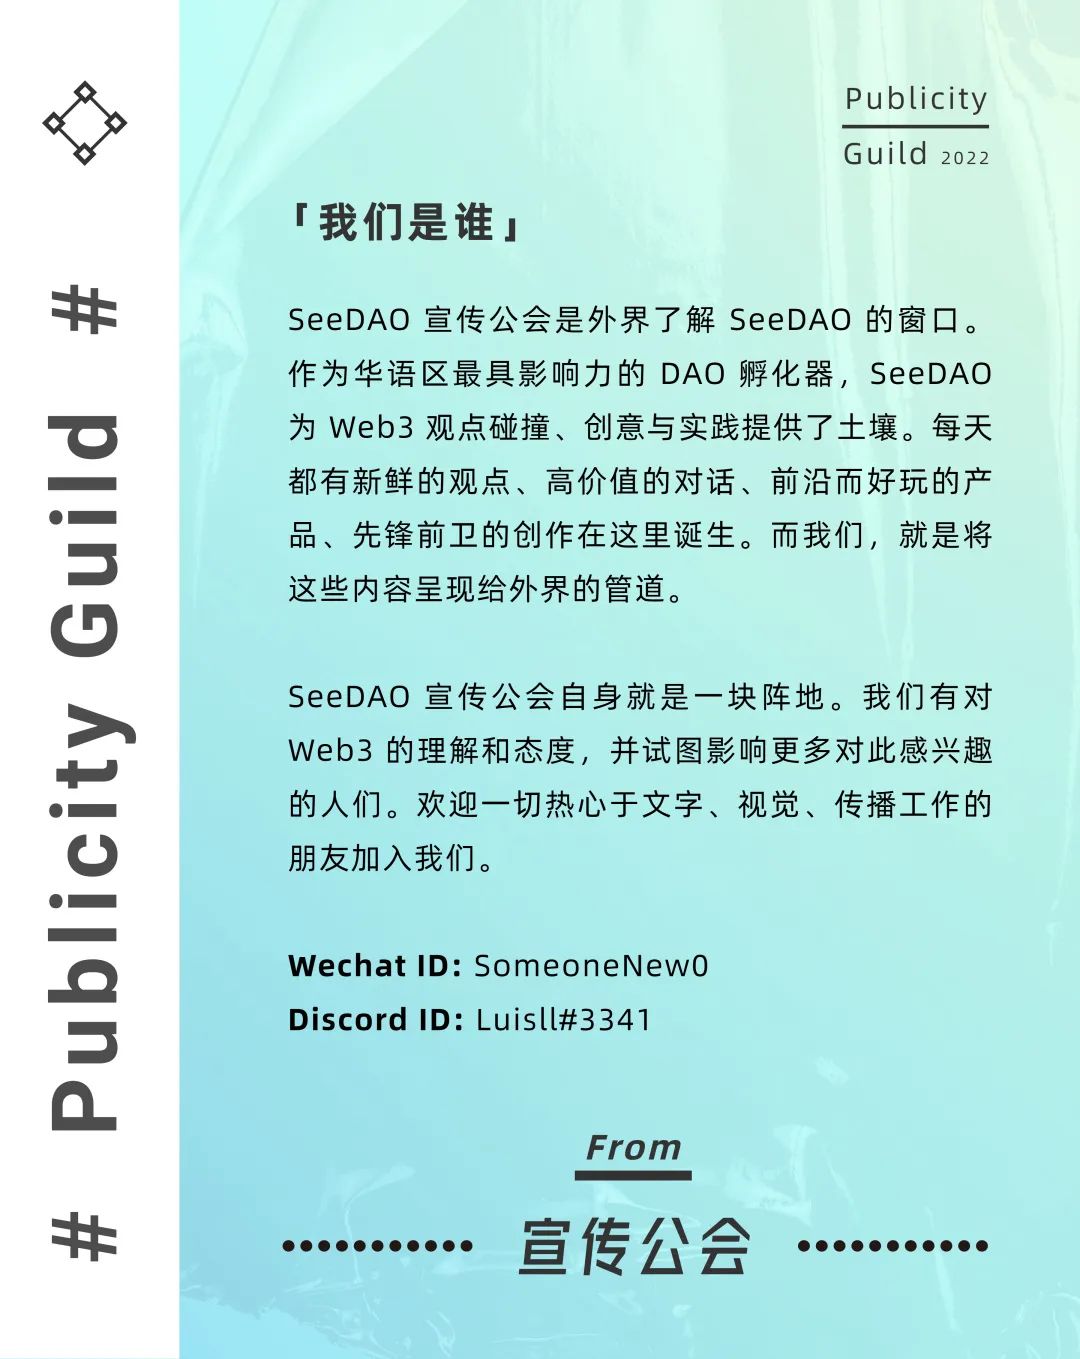 # Publicity Guild #
Publicity
Guild 2022
「我们是谁」
SeeDAO 宣传公会是外界了解 SeeDAO 的窗口。
作为华语区最具影响力的 DAO 孵化器，SeeDAO
为 Web3 观点碰撞、创意与实践提供了土壤。每天
都有新鲜的观点、高价值的对话、前沿而好玩的产
品、先锋前卫的创作在这里诞生。而我们，就是将
这些内容呈现给外界的管道。
SeeDAO 宣传公会自身就是一块阵地。我们有对
Web3 的理解和态度，并试图影响更多对此感兴趣
的人们。欢迎一切热心于文字、视觉、传播工作的
朋友加入我们。
Wechat ID: SomeoneNew0
Discord ID: Luisll#3341
From
宣传公会